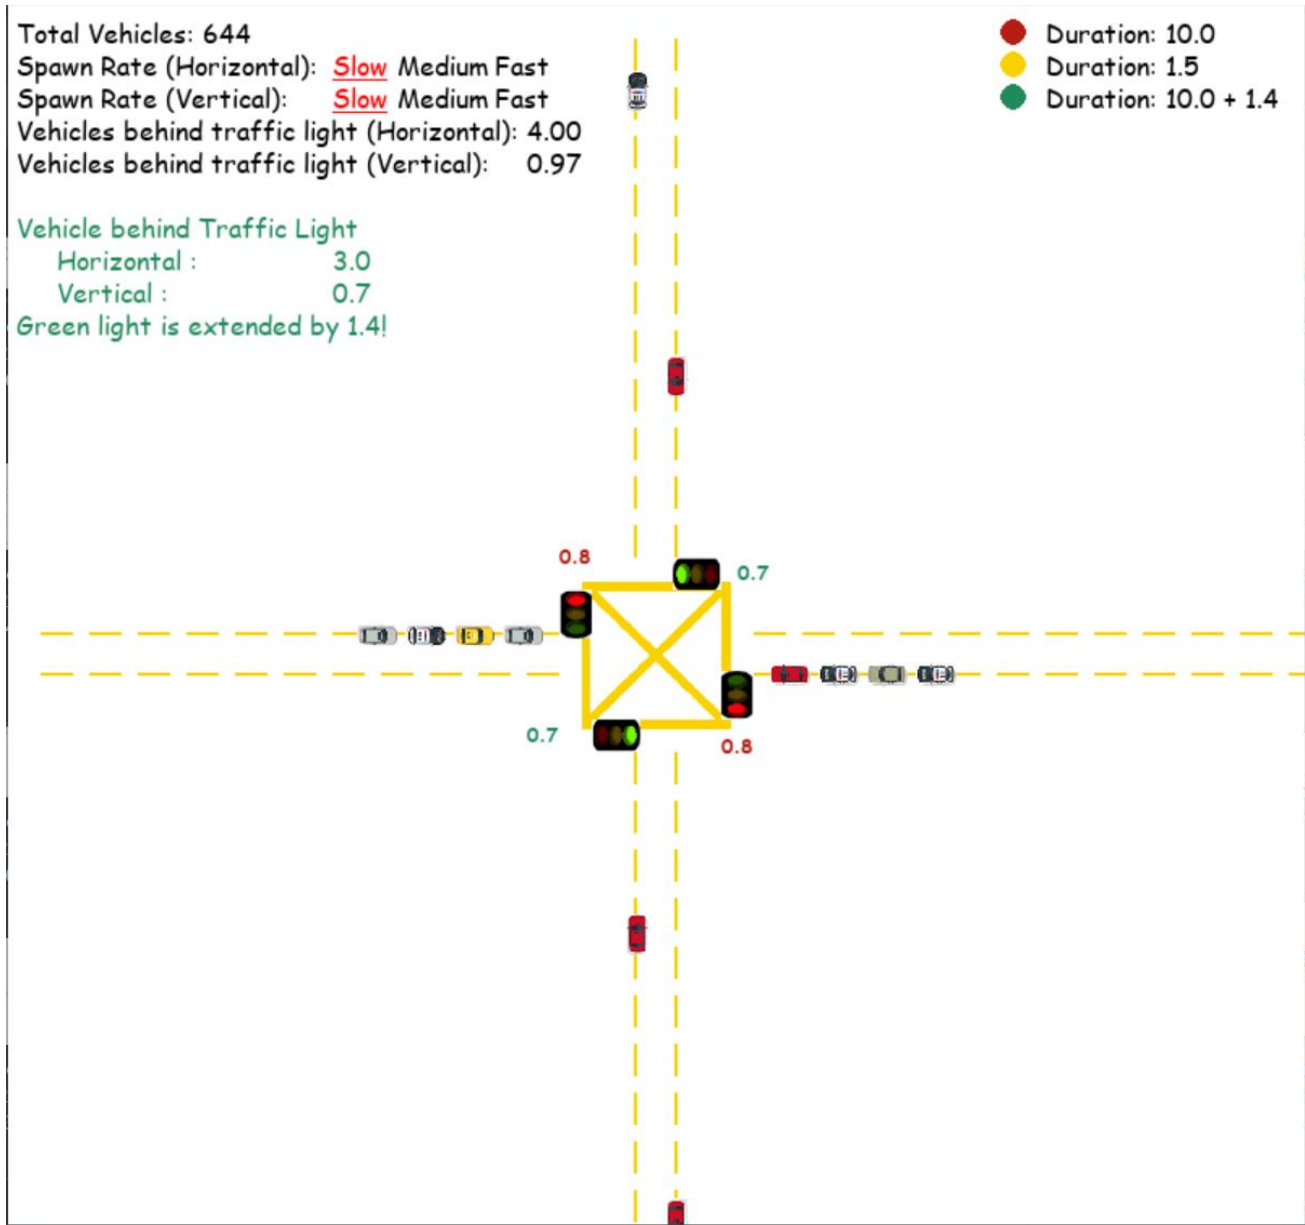 Total Vehicles: 644
Spawn Rate (Horizontal): Slow Medium Fast
Spawn Rate (Vertical): Slow Medium Fast
Vehicles behind traffic light (Horizontal): 4.00
Vehicles behind traffic light (Vertical): 0.97
Vehicle behind Traffic Light
Horizontal : 3.0
Vertical : 0.7
Green light is extended by 1.4!
Duration: 10.0
Duration: 1.5
Duration: 10.0 + 1.4
0.8
0.7
0.7
0.8